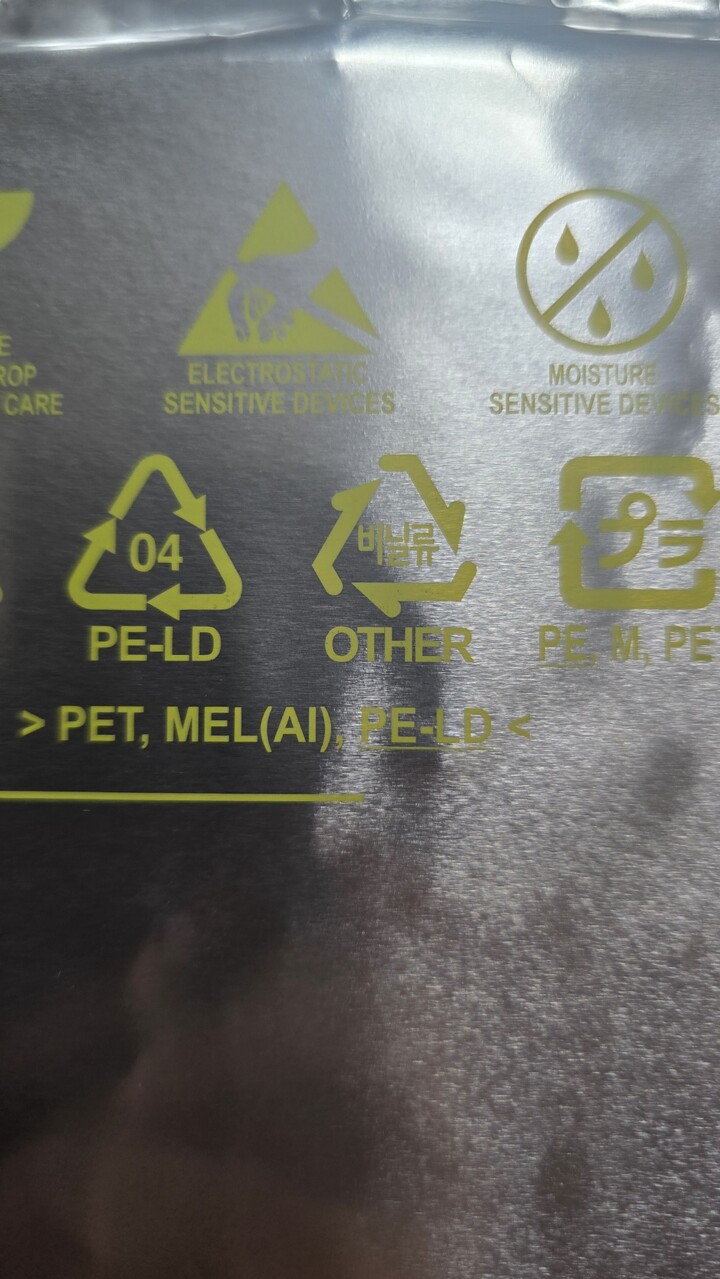 E
ROP
CARE
ELECTROSTATIC
SENSITIVE DEVICES
MOISTURE
SENSITIVE DEVICES
04
PE-LD
비닐류
OTHER
プラ
PE, M, PE
> PET, MEL(Al), PE-LD <